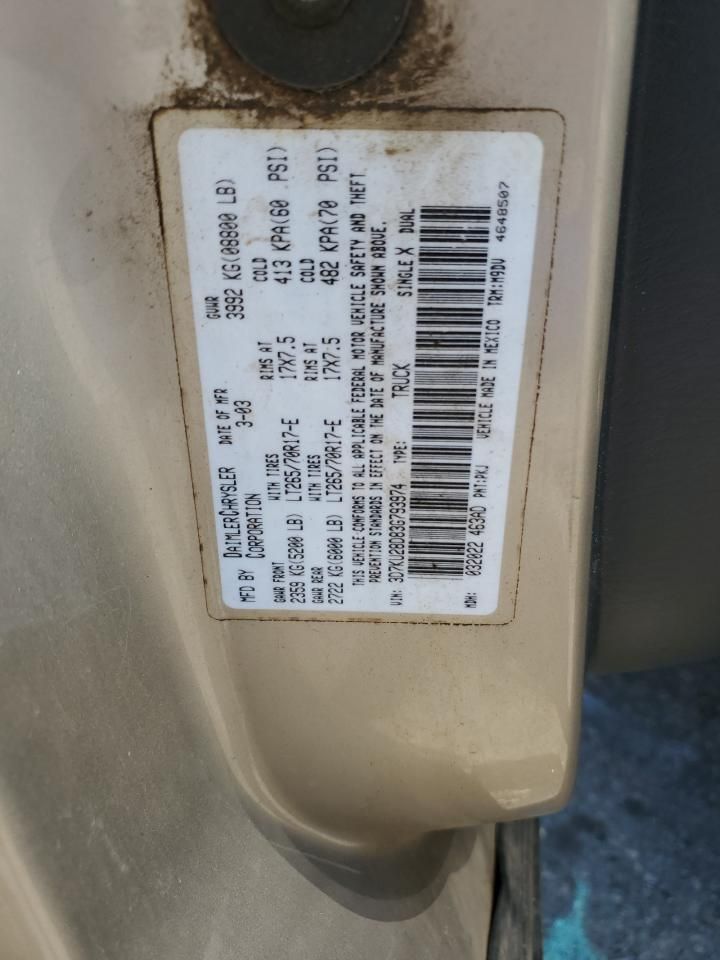 MFD BY DAIMLERCHRYSLER CORPORATION DATE OF MFR 3-03 GVWR 3992 KG(08800 LB)
GAWR FRONT WITH TIRES RIMS AT COLD
2359 KG(5200 LB) LT265/70R17-E 17X7.5 413 KPA(60 PSI)
GAWR REAR WITH TIRES RIMS AT COLD
2722 KG(6000 LB) LT265/70R17-E 17X7.5 482 KPA(70 PSI)
THIS VEHICLE CONFORMS TO ALL APPLICABLE FEDERAL MOTOR VEHICLE SAFETY AND THEFT
PREVENTION STANDARDS IN EFFECT ON THE DATE OF MANUFACTURE SHOWN ABOVE.
VIN: 3D7KU28D83G793974 TYPE: TRUCK SINGLE X DUAL
MDH: 032022 463AD PNT:PKJ VEHICLE MADE IN MEXICO TRM:M9DV
4648507